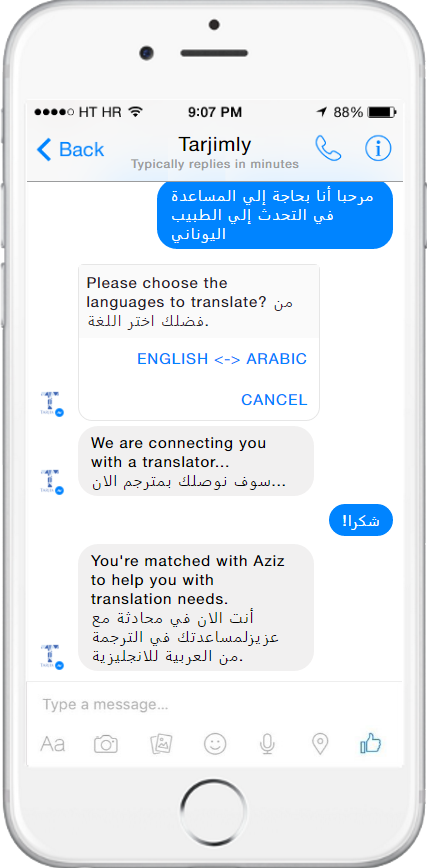 HT HR 9:07 PM 88%
Back Tarjimly
Typically replies in minutes
مرحبا أنا بحاجة إلي المساعدة
في التحدث إلي الطبيب
اليوناني
Please choose the
languages to translate? من
فضلك اختر اللغة.
ENGLISH <-> ARABIC
CANCEL
We are connecting you
with a translator...
سوف نوصلك بمترجم الان...
شكرا!
You're matched with Aziz
to help you with
translation needs.
أنت الان في محادثة مع
عزيزلمساعدتك في الترجمة
من العربية للانجليزية.
Type a message...
Aa